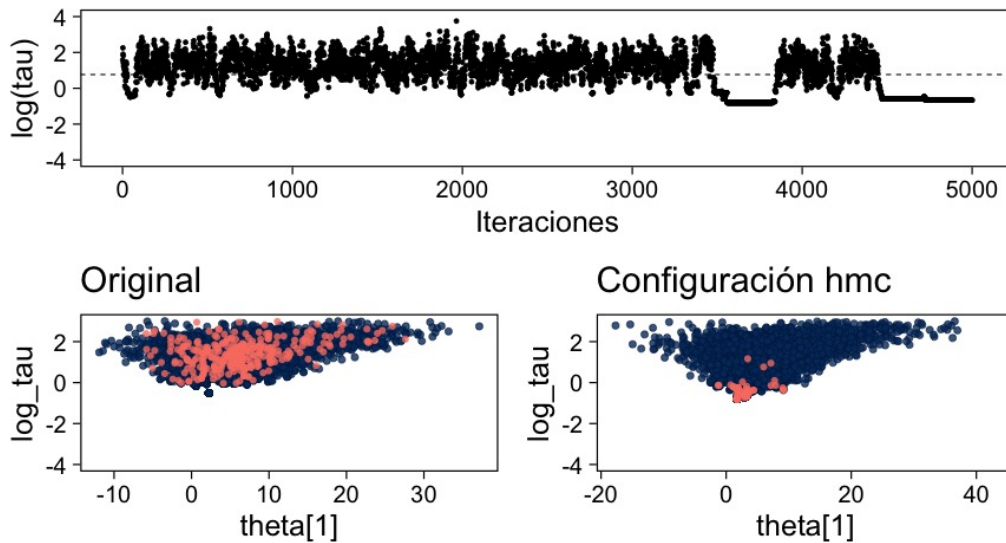 4
2
0
-2
-4
log(tau)
0 1000 2000 3000 4000 5000
Iteraciones
Original
2
0
-2
-4
log_tau
-10 0 10 20 30
theta[1]
Configuración hmc
2
0
-2
-4
log_tau
-20 0 20 40
theta[1]